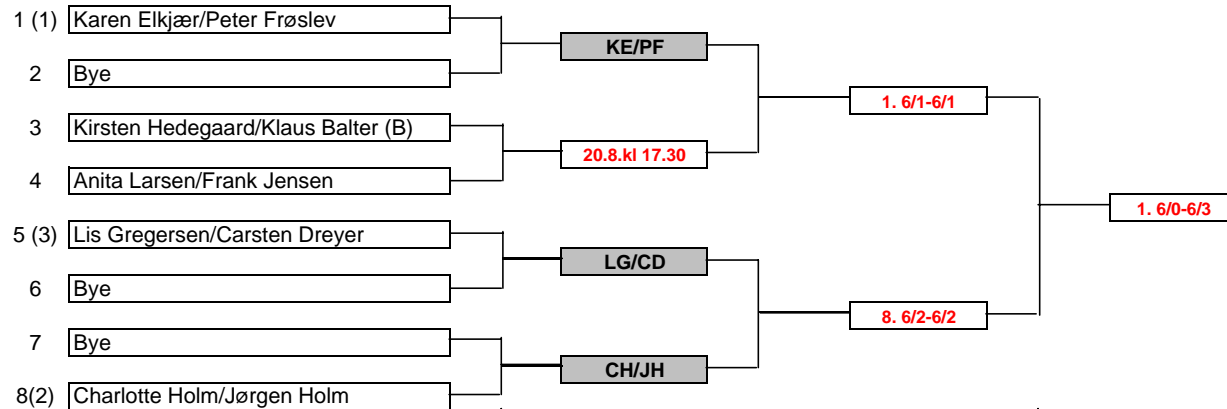 1 (1) Karen Elkjær/Peter Frøslev
KE/PF
2 Bye
1. 6/1-6/1
3 Kirsten Hedegaard/Klaus Balter (B)
20.8.kl 17.30
4 Anita Larsen/Frank Jensen
1. 6/0-6/3
5 (3) Lis Gregersen/Carsten Dreyer
LG/CD
6 Bye
8. 6/2-6/2
7 Bye
CH/JH
8(2) Charlotte Holm/Jørgen Holm